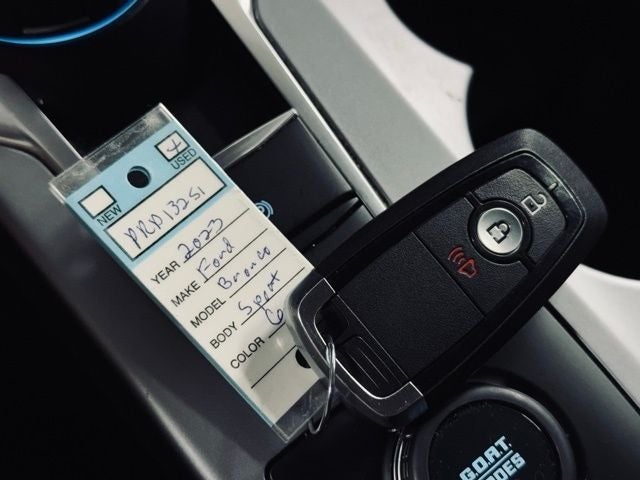 USED
NEW
PRD13251
YEAR 2023
MAKE Ford
MODEL Bronco
BODY Sport
COLOR
G.O.A.T.
MODES